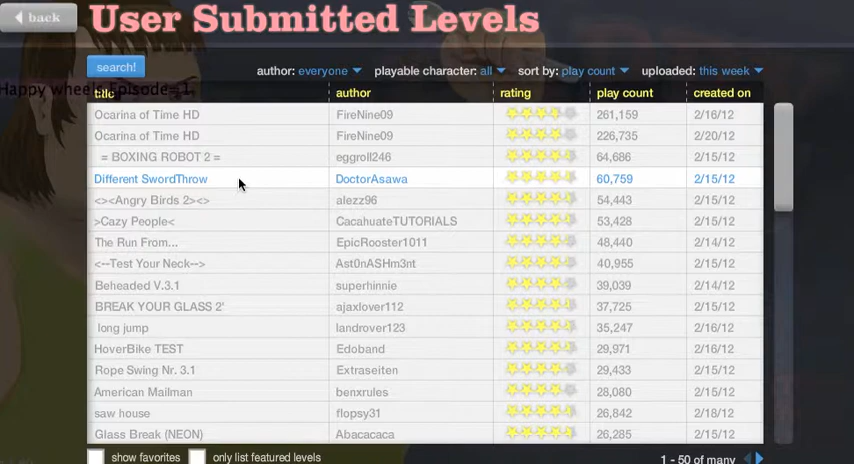 back
User Submitted Levels
search!
author: everyone playable character: all sort by: play count uploaded: this week
Happy wheels Episode 1
title author rating play count created on
Ocarina of Time HD FireNine09 261,159 2/16/12
Ocarina of Time HD FireNine09 226,735 2/20/12
= BOXING ROBOT 2 = eggroll246 64,686 2/15/12
Different SwordThrow DoctorAsawa 60,759 2/15/12
<><Angry Birds 2><> alezz96 54,443 2/15/12
>Cazy People< CacahuateTUTORIALS 53,428 2/15/12
The Run From... EpicRooster1011 48,440 2/14/12
<--Test Your Neck--> Ast0nASHm3nt 40,955 2/15/12
Beheaded V.3.1 superhinnie 39,039 2/14/12
BREAK YOUR GLASS 2' ajaxlover112 37,725 2/15/12
long jump landrover123 35,247 2/16/12
HoverBike TEST Edoband 29,971 2/16/12
Rope Swing Nr. 3.1 Extraseiten 29,433 2/15/12
American Mailman benxrules 28,080 2/15/12
saw house flopsy31 26,842 2/18/12
Glass Break (NEON) Abacacaca 26,285 2/15/12
show favorites only list featured levels 1 - 50 of many